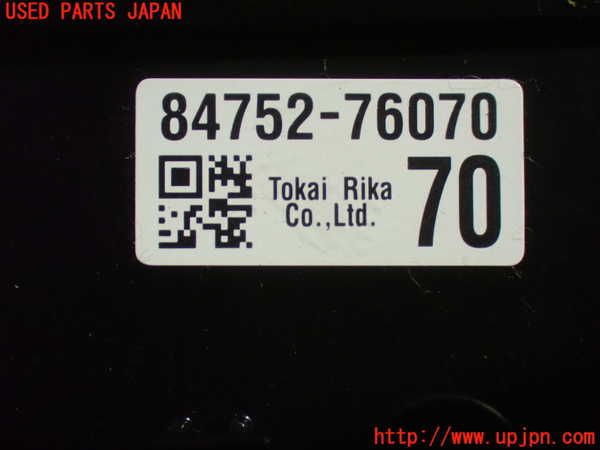 USED PARTS JAPAN
84752-76070
Tokai Rika
Co.,Ltd.
70
http://www.upjpn.com